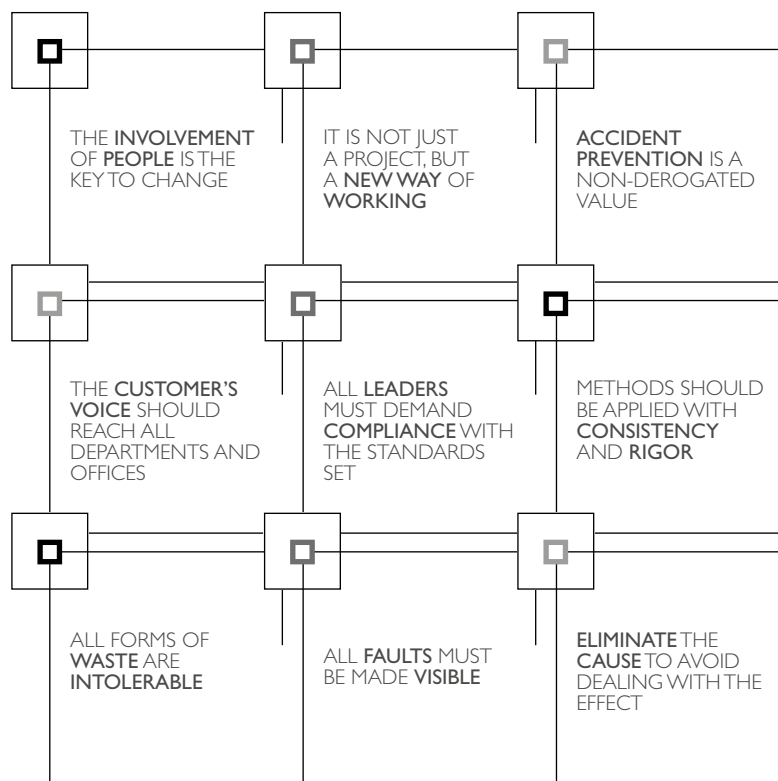 THE INVOLVEMENT
OF PEOPLE IS THE
KEY TO CHANGE
IT IS NOT JUST
A PROJECT, BUT
A NEW WAY OF
WORKING
ACCIDENT
PREVENTION IS A
NON-DEROGATED
VALUE
THE CUSTOMER'S
VOICE SHOULD
REACH ALL
DEPARTMENTS AND
OFFICES
ALL LEADERS
MUST DEMAND
COMPLIANCE WITH
THE STANDARDS
SET
METHODS SHOULD
BE APPLIED WITH
CONSISTENCY
AND RIGOR
ALL FORMS OF
WASTE ARE
INTOLERABLE
ALL FAULTS MUST
BE MADE VISIBLE
ELIMINATE THE
CAUSE TO AVOID
DEALING WITH THE
EFFECT